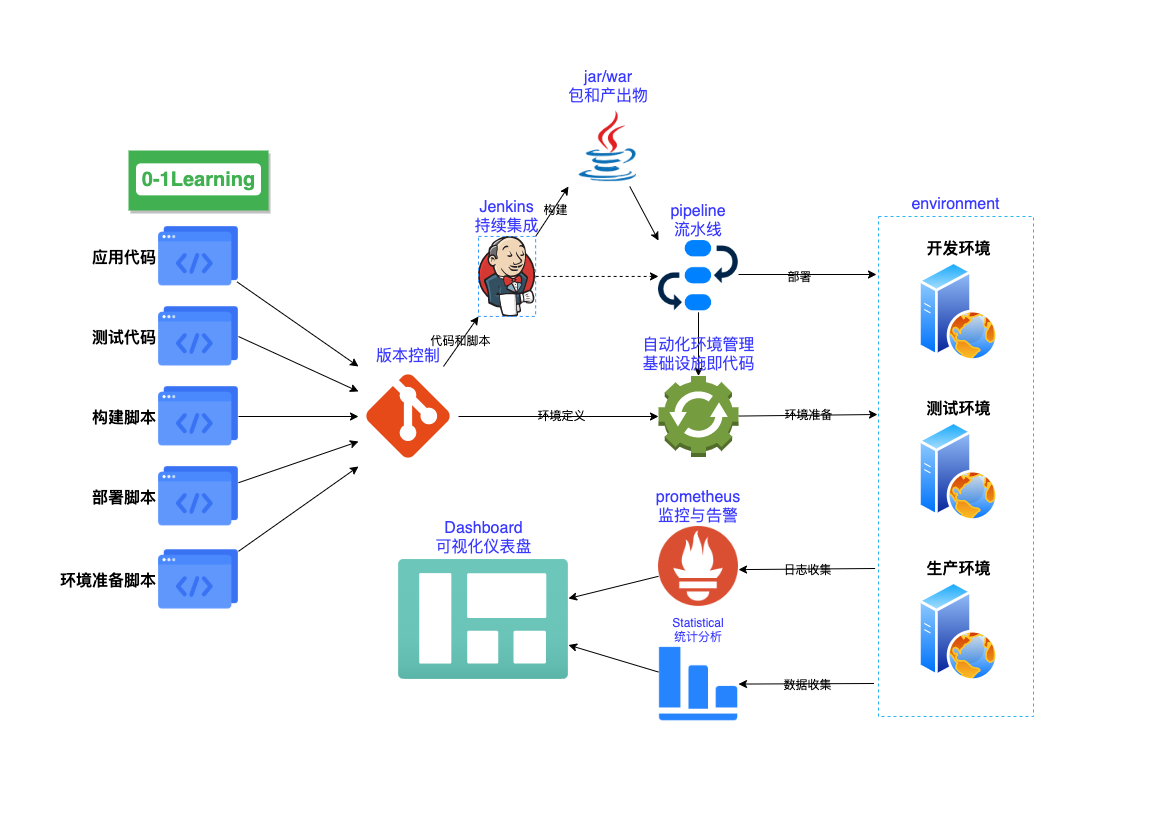 jar/war
包和产出物
0-1Learning
Jenkins
持续集成
构建
pipeline
流水线
environment
应用代码
开发环境
部署
测试代码
代码和脚本
版本控制
自动化环境管理
基础设施即代码
构建脚本
环境定义
环境准备
测试环境
部署脚本
prometheus
监控与告警
Dashboard
可视化仪表盘
环境准备脚本
日志收集
生产环境
Statistical
统计分析
数据收集